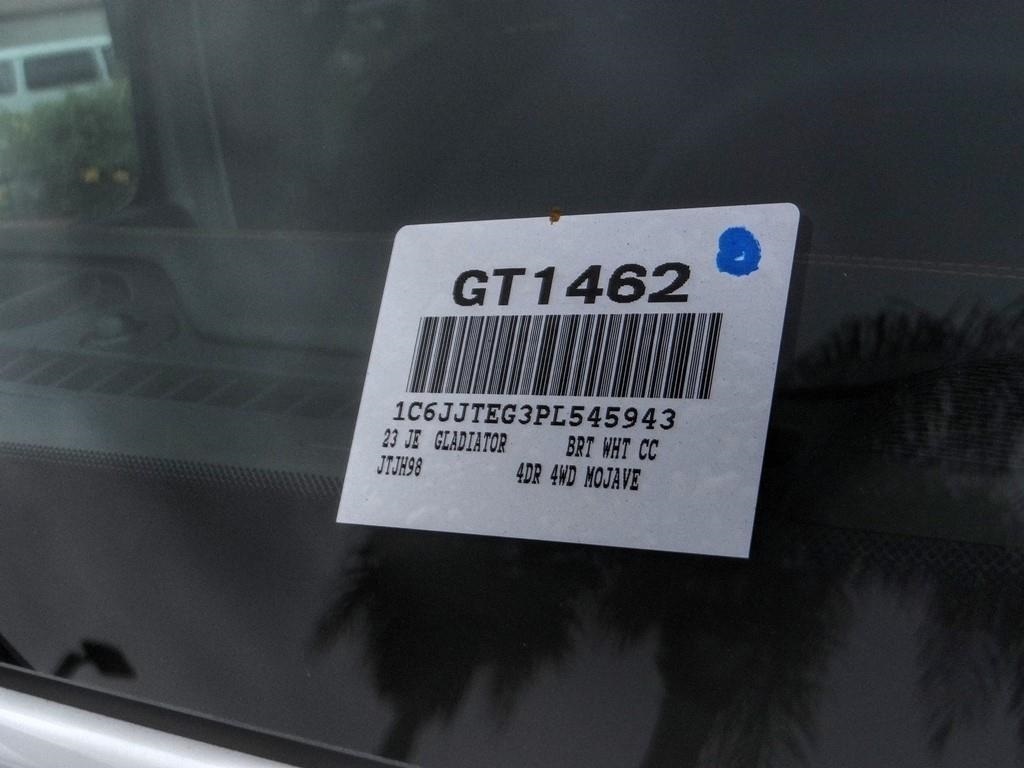 GT1462
1C6JJTEG3PL545943
23 JE GLADIATOR BRT WHT CC
JTJH98 4DR 4WD MOJAVE